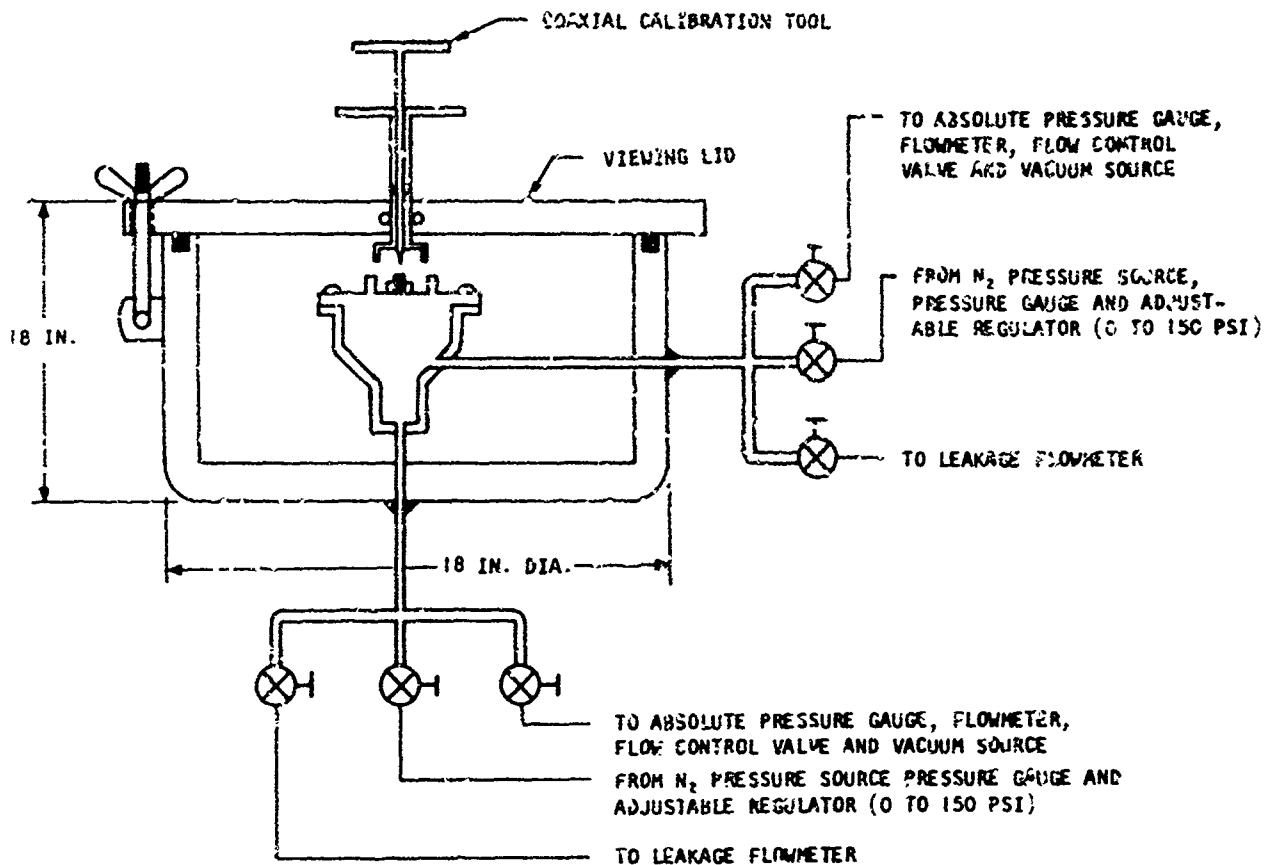 COAXIAL CALIBRATION TOOL
VIEWING LID
TO ABSOLUTE PRESSURE GAUGE,
FLOWMETER, FLOW CONTROL
VALVE AND VACUUM SOURCE
FROM N₂ PRESSURE SOURCE,
PRESSURE GAUGE AND ADJUST-
ABLE REGULATOR (0 TO 150 PSI)
18 IN.
TO LEAKAGE FLOWMETER
18 IN. DIA.
TO ABSOLUTE PRESSURE GAUGE, FLOWMETER,
FLOW CONTROL VALVE AND VACUUM SOURCE
FROM N₂ PRESSURE SOURCE PRESSURE GAUGE AND
ADJUSTABLE REGULATOR (0 TO 150 PSI)
TO LEAKAGE FLOWMETER